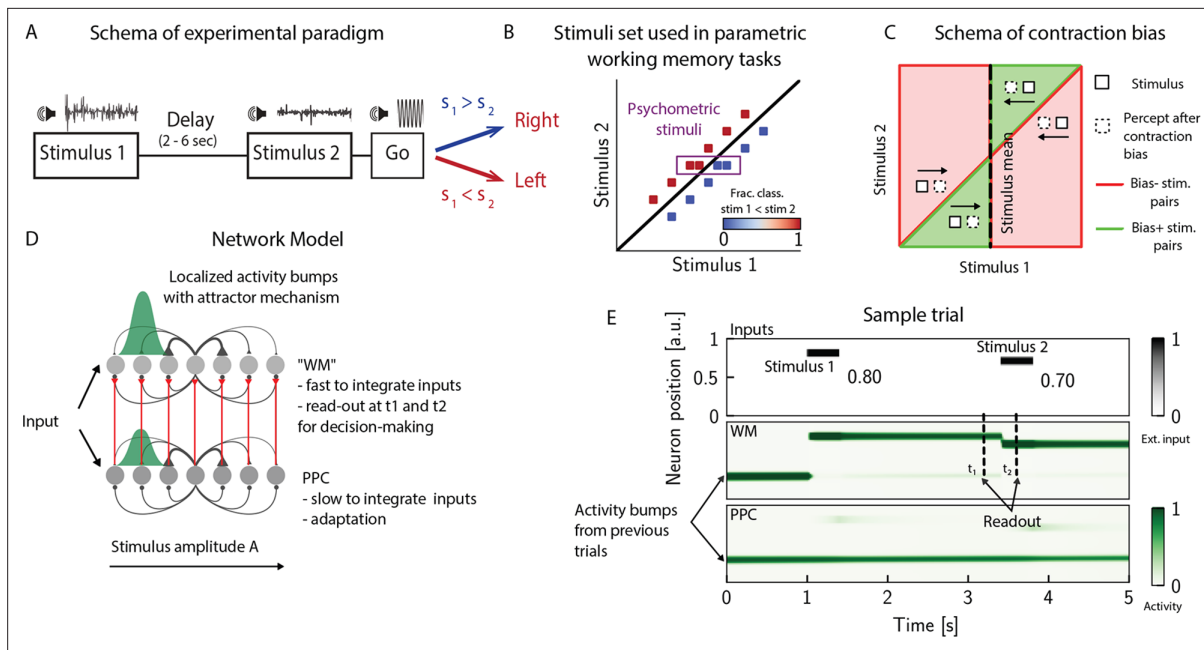 A
Schema of experimental paradigm
Stimulus 1
Delay
(2 - 6 sec)
Stimulus 2
Go
s1 > s2
Right
Left
s1 < s2
B
Stimuli set used in parametric
working memory tasks
Psychometric
stimuli
Frac. class.
stim 1 < stim 2
0
1
Stimulus 2
Stimulus 1
C
Schema of contraction bias
Stimulus 2
Stimulus mean
Stimulus 1
Stimulus
Percept after
contraction
bias
Bias- stim.
pairs
Bias+ stim.
pairs
D
Network Model
Localized activity bumps
with attractor mechanism
Input
"WM"
- fast to integrate inputs
- read-out at t1 and t2
for decision-making
PPC
- slow to integrate inputs
- adaptation
Stimulus amplitude A
E
Sample trial
Neuron position [a.u.]
1
0.5
0
Inputs
Stimulus 1
0.80
Stimulus 2
0.70
1
0
Ext. input
WM
t1
t2
Activity bumps
from previous
trials
Readout
PPC
1
0
Activity
0
1
2
3
4
5
Time [s]